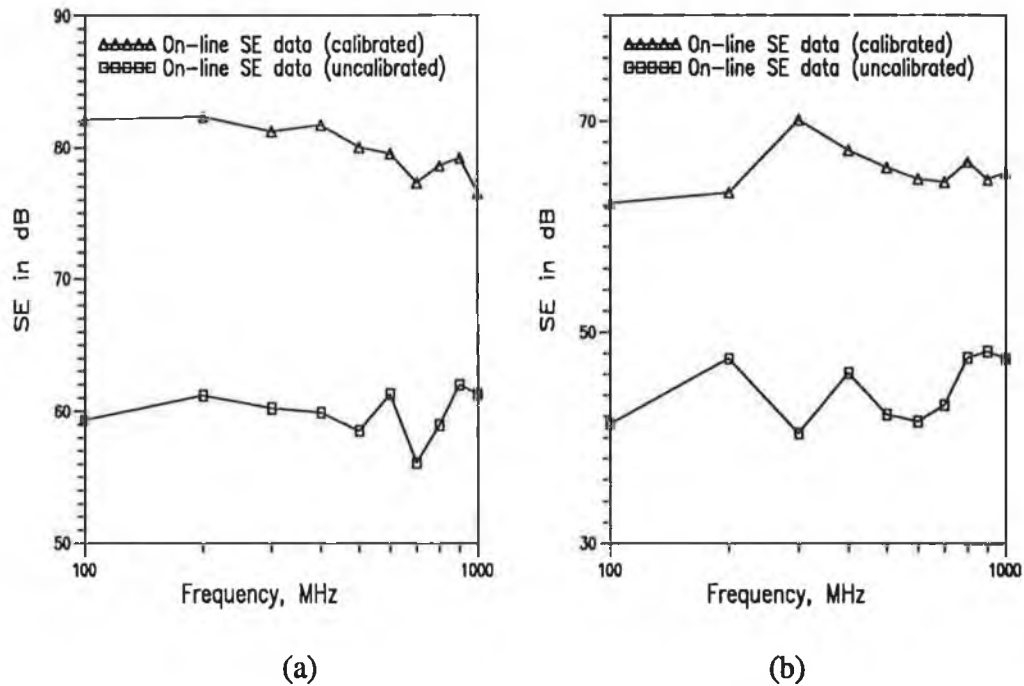 90
80
70
60
50
SE in dB
On-line SE data (calibrated)
On-line SE data (uncalibrated)
100
1000
Frequency, MHz
(a)
70
50
30
SE in dB
On-line SE data (calibrated)
On-line SE data (uncalibrated)
100
1000
Frequency, MHz
(b)